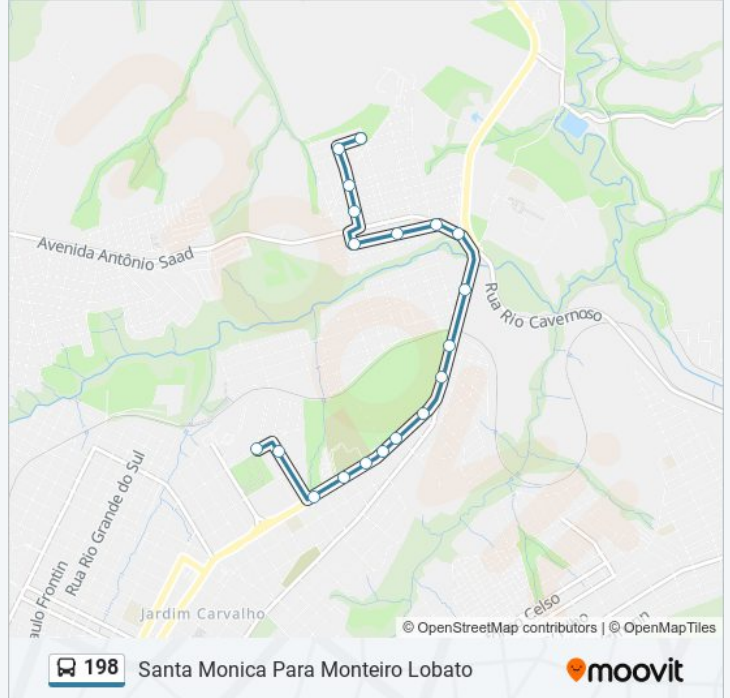 Avenida Antônio Saad
Rua Rio Cavernoso
Rua Rio Grande do Sul
aulo Frontin
Jardim Carvalho
Celso
© OpenStreetMap contributors | © OpenMapTiles
198 Santa Monica Para Monteiro Lobato
moovit